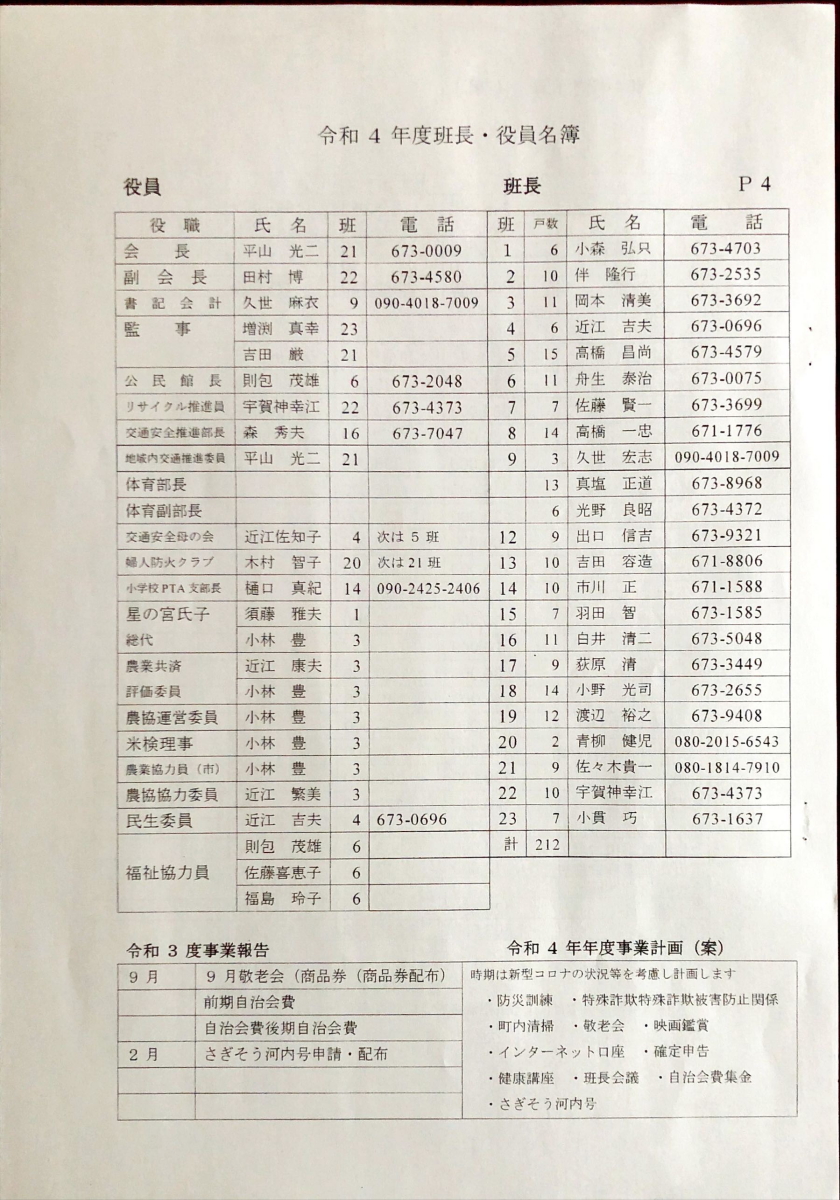 令和 4 年度班長・役員名簿
役員 班長 P 4
役 職 氏 名 班 電 話 班 戸数 氏 名 電 話
会 長 平山 光二 21 673-0009 1 6 小森 弘只 673-4703
副 会 長 田村 博 22 673-4580 2 10 伴 隆行 673-2535
書 記 会 計 久世 麻衣 9 090-4018-7009 3 11 岡本 清美 673-3692
監 事 増渕 真幸 23 4 6 近江 吉夫 673-0696
吉田 厳 21 5 15 高橋 昌尚 673-4579
公 民 館 長 則包 茂雄 6 673-2048 6 11 舟生 泰治 673-0075
リサイクル推進員 宇賀神幸江 22 673-4373 7 7 佐藤 賢一 673-3699
交通安全推進部長 森 秀夫 16 673-7047 8 14 高橋 一忠 671-1776
地域内交通推進委員 平山 光二 21 9 3 久世 宏志 090-4018-7009
体育部長 13 真塩 正道 673-8968
体育副部長 6 光野 良昭 673-4372
交通安全母の会 近江佐知子 4 次は 5 班 12 9 出口 信吉 673-9321
婦人防火クラブ 木村 智子 20 次は 21 班 13 10 吉田 容造 671-8806
小学校 PTA 支部長 樋口 真紀 14 090-2425-2406 14 10 市川 正 671-1588
星の宮氏子 須藤 雅夫 1 15 7 羽田 智 673-1585
総代 小林 豊 3 16 11 白井 清二 673-5048
農業共済 近江 康夫 3 17 9 荻原 清 673-3449
評価委員 小林 豊 3 18 14 小野 光司 673-2655
農協運営委員 小林 豊 3 19 12 渡辺 裕之 673-9408
米検理事 小林 豊 3 20 2 青柳 健児 080-2015-6543
農業協力員（市） 小林 豊 3 21 9 佐々木貴一 080-1814-7910
農協協力委員 近江 繁美 3 22 10 宇賀神幸江 673-4373
民生委員 近江 吉夫 4 673-0696 23 7 小貫 巧 673-1637
則包 茂雄 6 計 212
福祉協力員 佐藤喜恵子 6
福島 玲子 6
令和 3 度事業報告 令和 4 年年度事業計画（案）
9 月 9 月敬老会（商品券（商品券配布） 時期は新型コロナの状況等を考慮し計画します
前期自治会費 ・防災訓練 ・特殊詐欺特殊詐欺被害防止関係
自治会費後期自治会費 ・町内清掃 ・敬老会 ・映画鑑賞
2 月 さぎそう河内号申請・配布 ・インターネット口座 ・確定申告
・健康講座 ・班長会議 ・自治会費集金
・さぎそう河内号